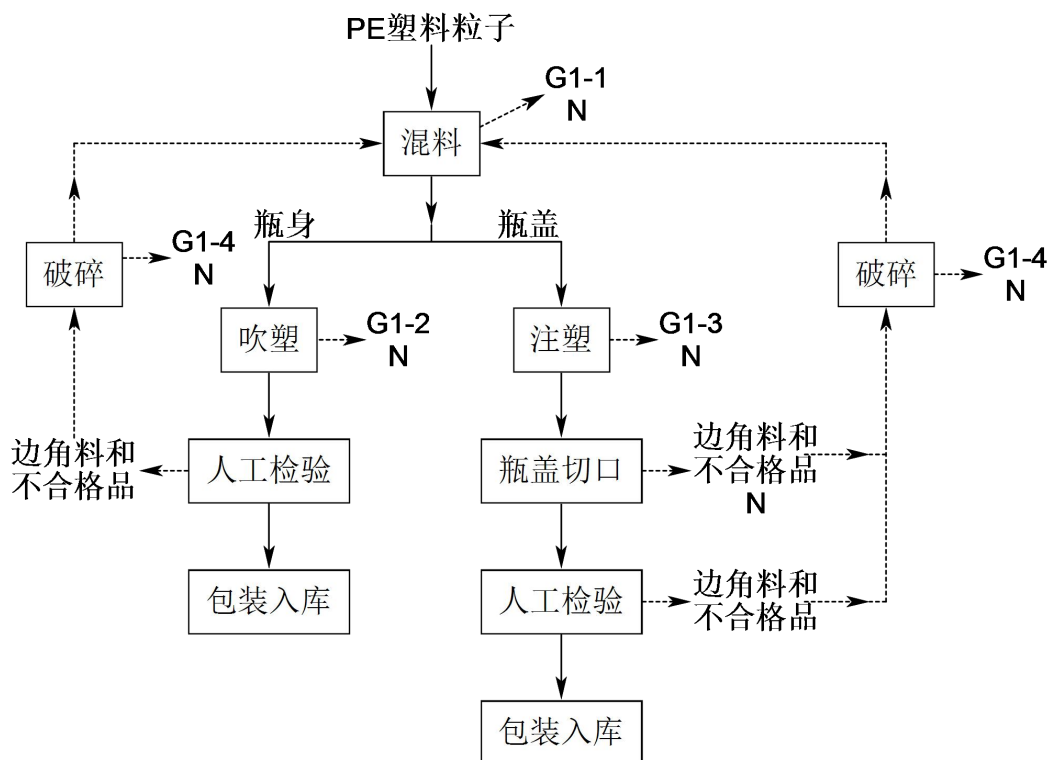 PE塑料粒子
G1-1
N
混料
瓶身
瓶盖
破碎
G1-4
N
破碎
G1-4
N
吹塑
G1-2
N
注塑
G1-3
N
边角料和
不合格品
人工检验
瓶盖切口
边角料和
不合格品
N
包装入库
人工检验
边角料和
不合格品
包装入库